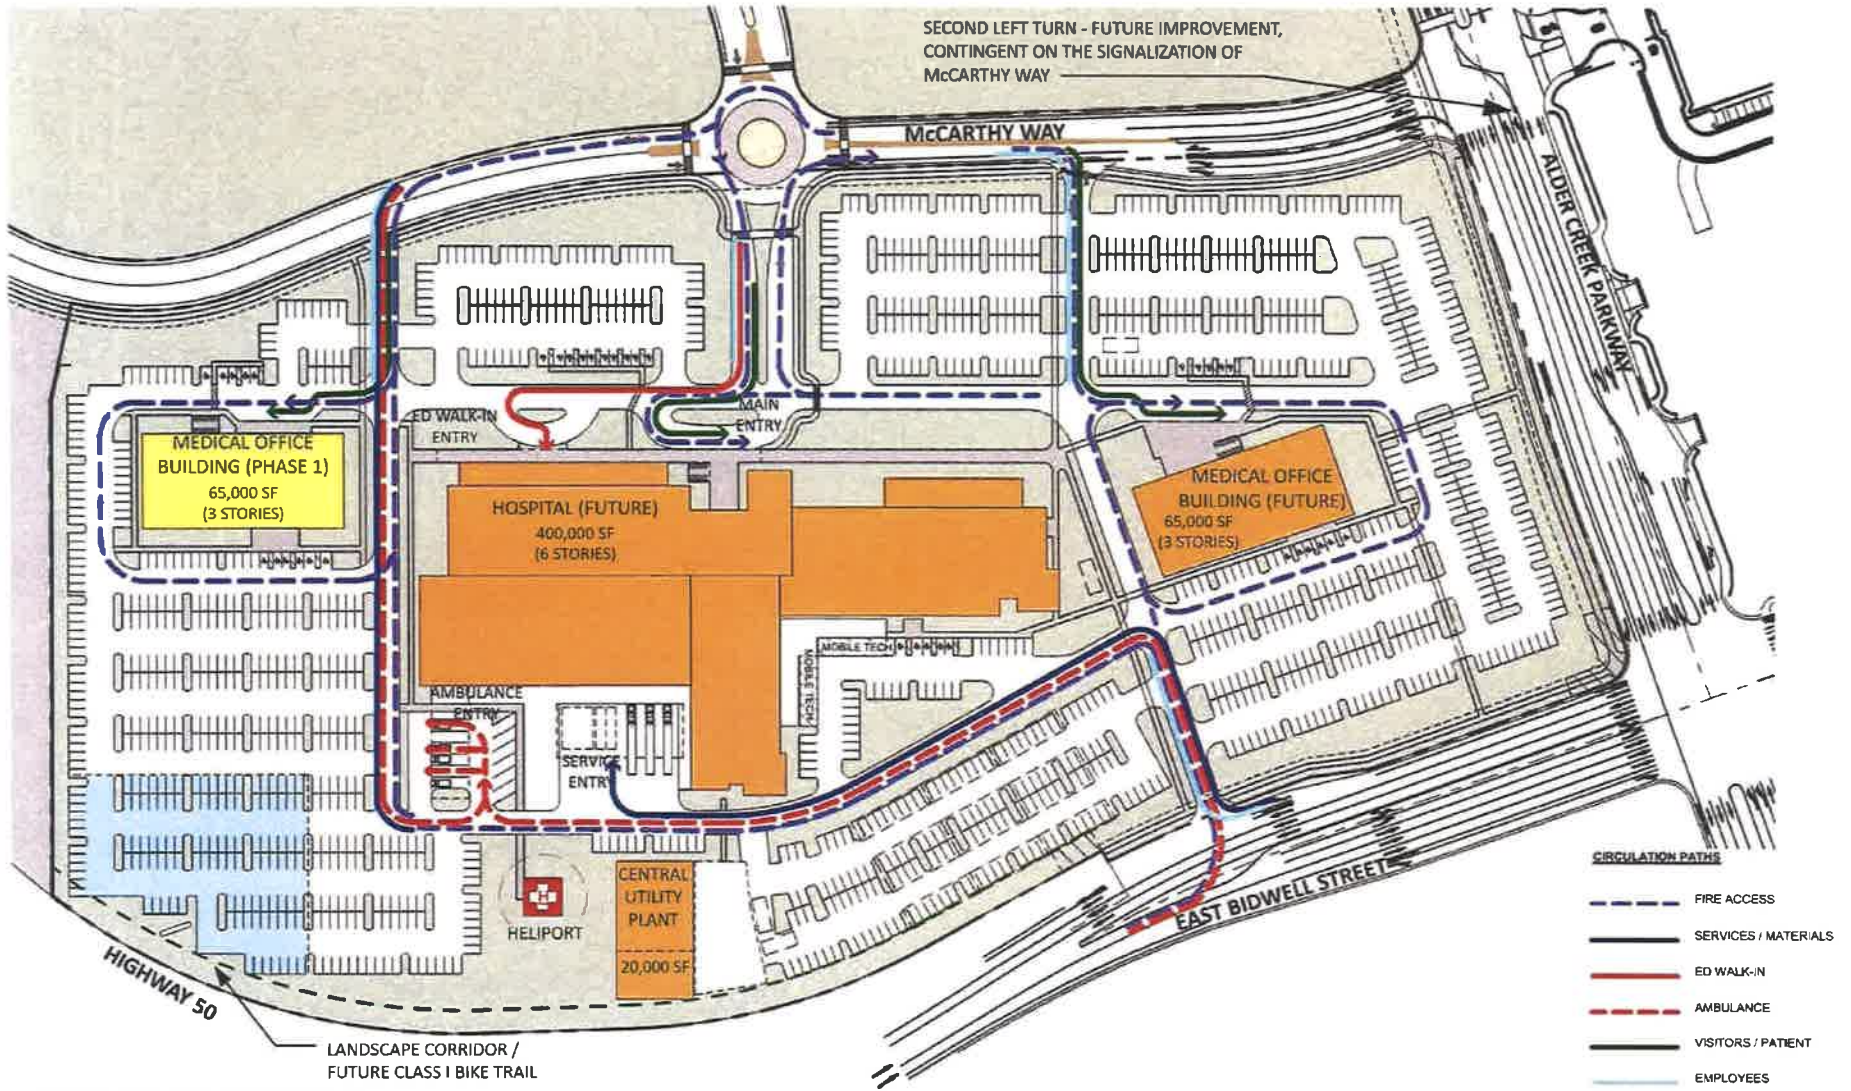 SECOND LEFT TURN - FUTURE IMPROVEMENT,
CONTINGENT ON THE SIGNALIZATION OF
McCARTHY WAY
McCARTHY WAY
ALDER CREEK PARKWAY
ED WALK-IN
ENTRY
MAIN
ENTRY
MEDICAL OFFICE
BUILDING (PHASE 1)
65,000 SF
(3 STORIES)
HOSPITAL (FUTURE)
400,000 SF
(6 STORIES)
MEDICAL OFFICE
BUILDING (FUTURE)
65,000 SF
(3 STORIES)
MOBILE TECH
MOBILE TECH
AMBULANCE
ENTRY
SERVICE
ENTRY
H
HELIPORT
CENTRAL
UTILITY
PLANT
20,000 SF
EAST BIDWELL STREET
HIGHWAY 50
LANDSCAPE CORRIDOR /
FUTURE CLASS I BIKE TRAIL
CIRCULATION PATHS
FIRE ACCESS
SERVICES / MATERIALS
ED WALK-IN
AMBULANCE
VISITORS / PATIENT
EMPLOYEES